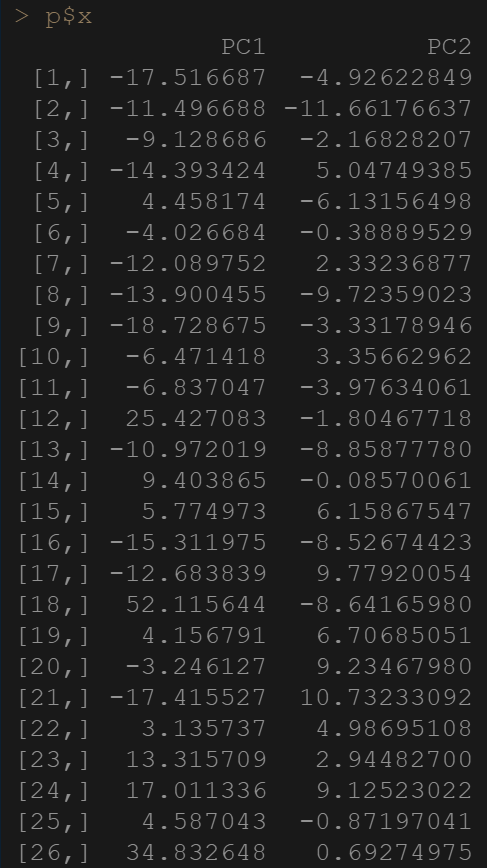 > p$x
PC1 PC2
[1,] -17.516687 -4.92622849
[2,] -11.496688 -11.66176637
[3,] -9.128686 -2.16828207
[4,] -14.393424 5.04749385
[5,] 4.458174 -6.13156498
[6,] -4.026684 -0.38889529
[7,] -12.089752 2.33236877
[8,] -13.900455 -9.72359023
[9,] -18.728675 -3.33178946
[10,] -6.471418 3.35662962
[11,] -6.837047 -3.97634061
[12,] 25.427083 -1.80467718
[13,] -10.972019 -8.85877780
[14,] 9.403865 -0.08570061
[15,] 5.774973 6.15867547
[16,] -15.311975 -8.52674423
[17,] -12.683839 9.77920054
[18,] 52.115644 -8.64165980
[19,] 4.156791 6.70685051
[20,] -3.246127 9.23467980
[21,] -17.415527 10.73233092
[22,] 3.135737 4.98695108
[23,] 13.315709 2.94482700
[24,] 17.011336 9.12523022
[25,] 4.587043 -0.87197041
[26,] 34.832648 0.69274975